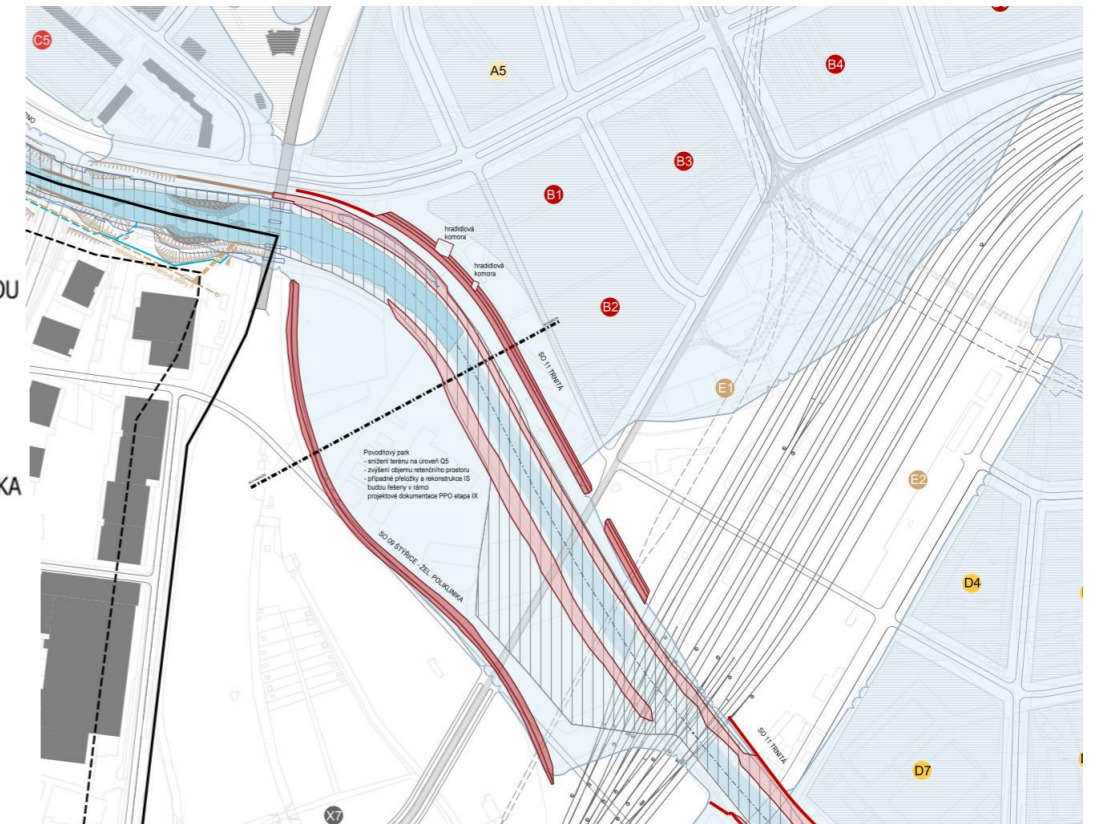 C5
A5
B4
B3
B1
hradidlová
komora
hradidlová
komora
B2
OU
SO 11 TRNITÁ
E1
Povodňový park
- snížení terénu na úroveň Q5
- zvýšení objemu retenčního prostoru
- případné přeložky a rekonstrukce IS
budou řešeny v rámci
projektové dokumentace PPO etapa IX
KA
E2
SO 09 ŠTÝŘICE - ŽEL. POLIKLINIKA
D4
SO 11 TRNITÁ
D7
X7